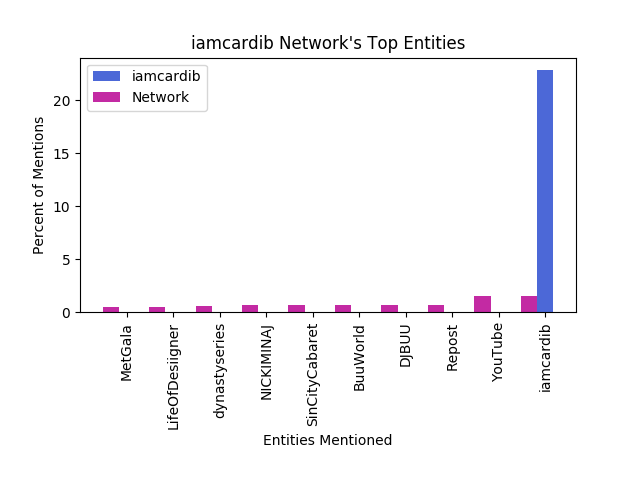 iamcardib Network's Top Entities
iamcardib
Network
Percent of Mentions
20
15
10
5
0
MetGala
LifeOfDesiigner
dynastyseries
NICKIMINAJ
SinCityCabaret
BuuWorld
DJBUU
Repost
YouTube
iamcardib
Entities Mentioned